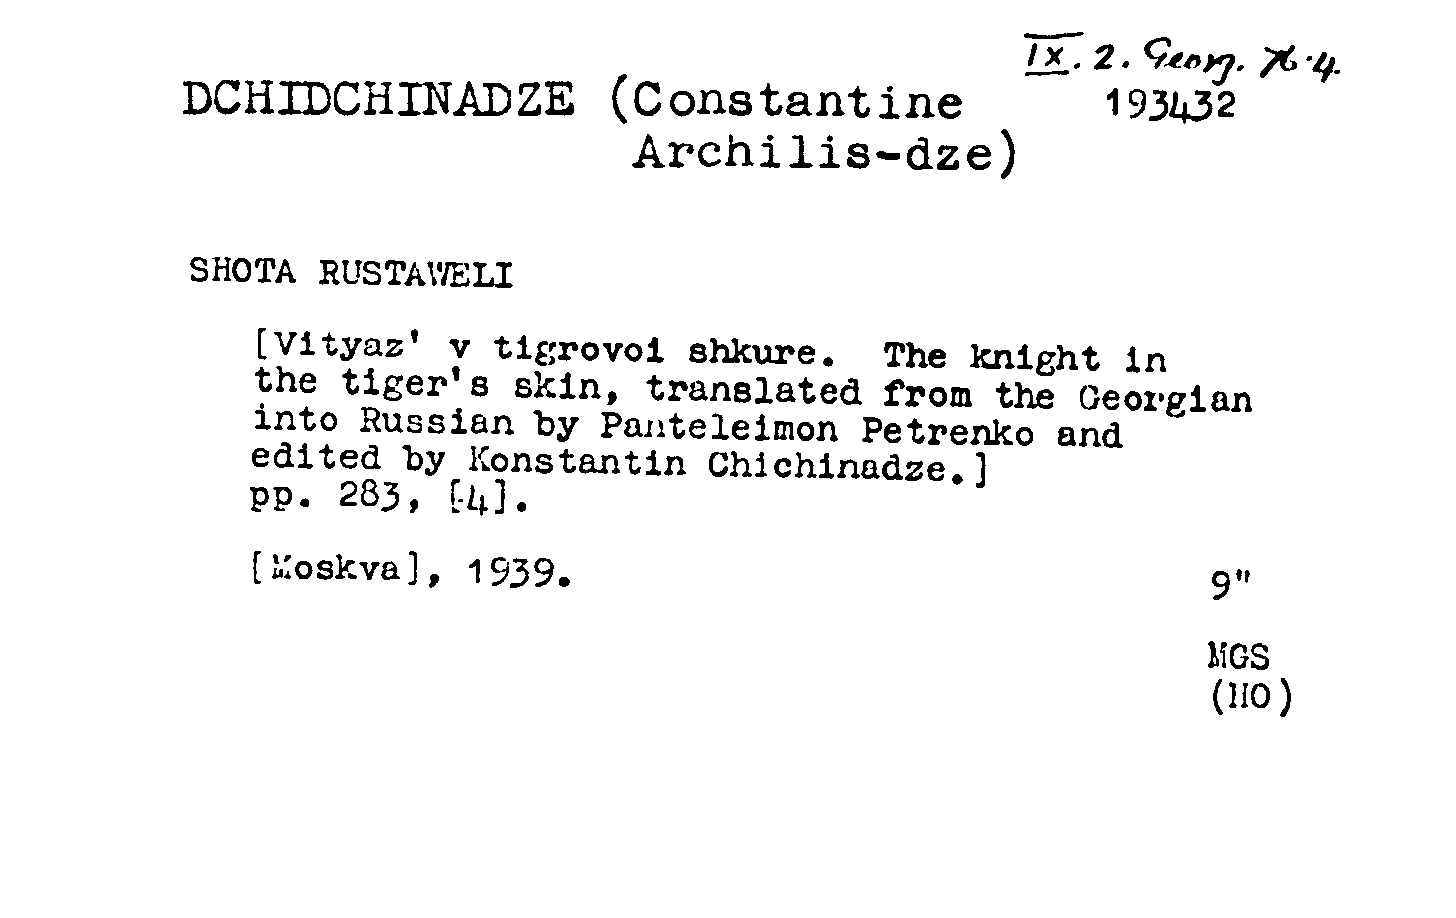 IX. 2. Georg. 76.4.
DCHIDCHINADZE (Constantine 193432
Archilis-dze)
SHOTA RUSTAWELI
[Vityaz' v tigrovoi shkure. The knight in
the tiger's skin, translated from the Georgian
into Russian by Panteleimon Petrenko and
edited by Konstantin Chichinadze.]
pp. 283, [4].
[Moskva], 1939.
9"
MGS